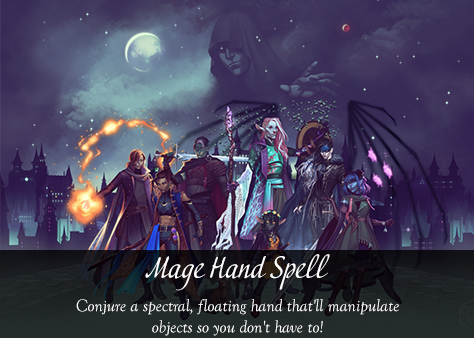 Mage Hand Spell
Conjure a spectral, floating hand that'll manipulate
objects so you don't have to!